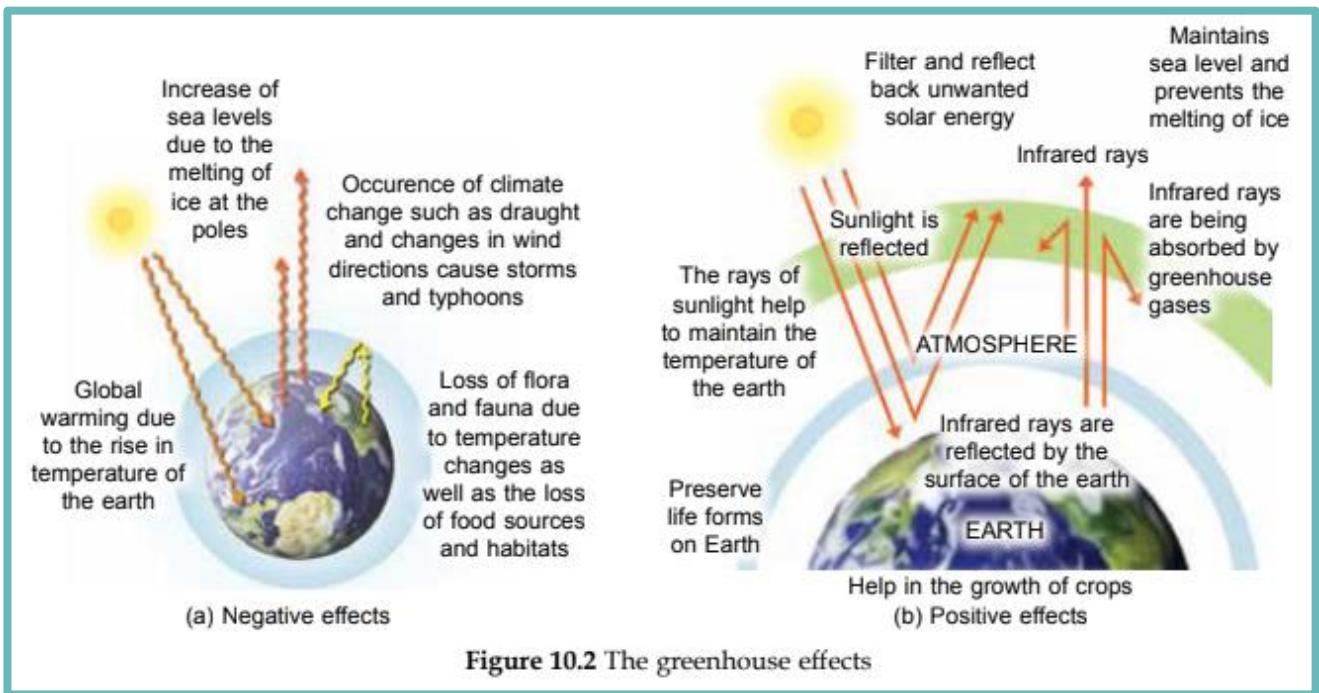 Increase of
sea levels
due to the
melting of
ice at the
poles
Occurence of climate
change such as draught
and changes in wind
directions cause storms
and typhoons
Global
warming due
to the rise in
temperature of
the earth
Loss of flora
and fauna due
to temperature
changes as
well as the loss
of food sources
and habitats
(a) Negative effects
Filter and reflect
back unwanted
solar energy
Maintains
sea level and
prevents the
melting of ice
Infrared rays
Sunlight is
reflected
Infrared rays
are being
absorbed by
greenhouse
gases
The rays of
sunlight help
to maintain the
temperature of
the earth
ATMOSPHERE
Infrared rays are
reflected by the
surface of the earth
Preserve
life forms
on Earth
EARTH
Help in the growth of crops
(b) Positive effects
Figure 10.2 The greenhouse effects